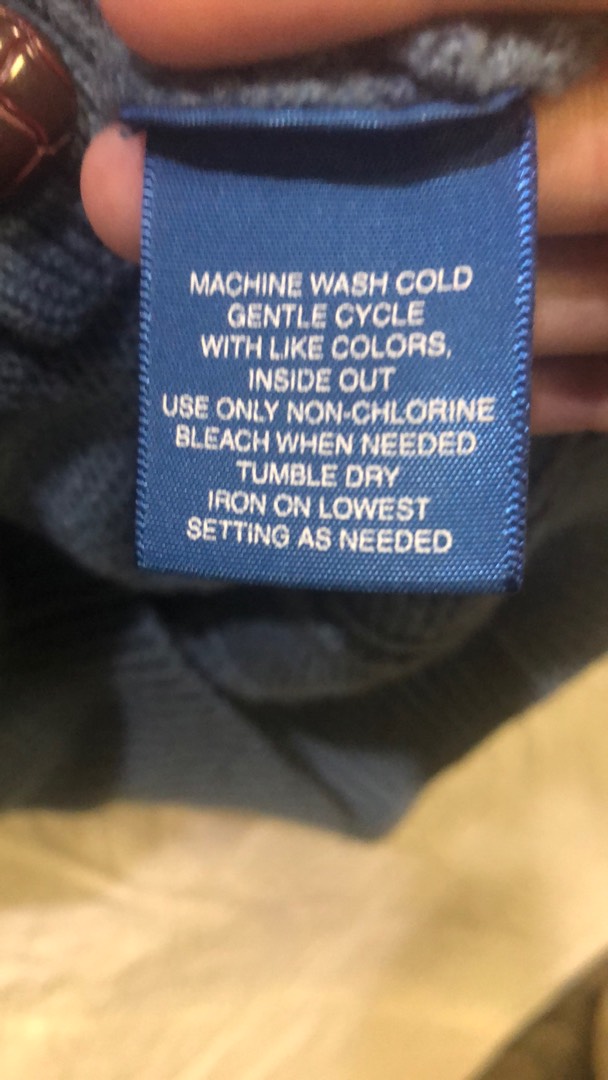 MACHINE WASH COLD
GENTLE CYCLE
WITH LIKE COLORS,
INSIDE OUT
USE ONLY NON-CHLORINE
BLEACH WHEN NEEDED
TUMBLE DRY
IRON ON LOWEST
SETTING AS NEEDED